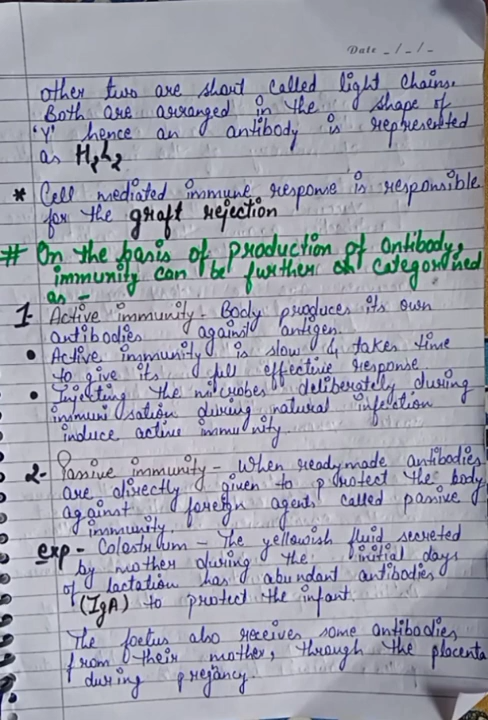 Date _/_/_
other two are short called light chains.
Both are arranged in the shape of
'Y' hence an antibody is represented
as H2L2
* Cell mediated immune response is responsible
for the graft rejection
# On the basis of production of antibody,
immunity can be further categorised
as -
1- Active immunity - Body produces its own
antibodies against antigen.
• Active immunity is slow & takes time
to give its full effective response
• Injecting the microbes deliberately during
immunisation during natural infection
induce active immunity.
2- Passive immunity - When readymade antibodies
are directly given to protect the body
against foreign agents called passive
immunity.
exp - Colostrum - The yellowish fluid secreted
by mother during the initial days
of lactation has abundant antibodies
(IgA) to protect the infant.
The foetus also receives some antibodies
from their mother, through the placenta
during pregancy.